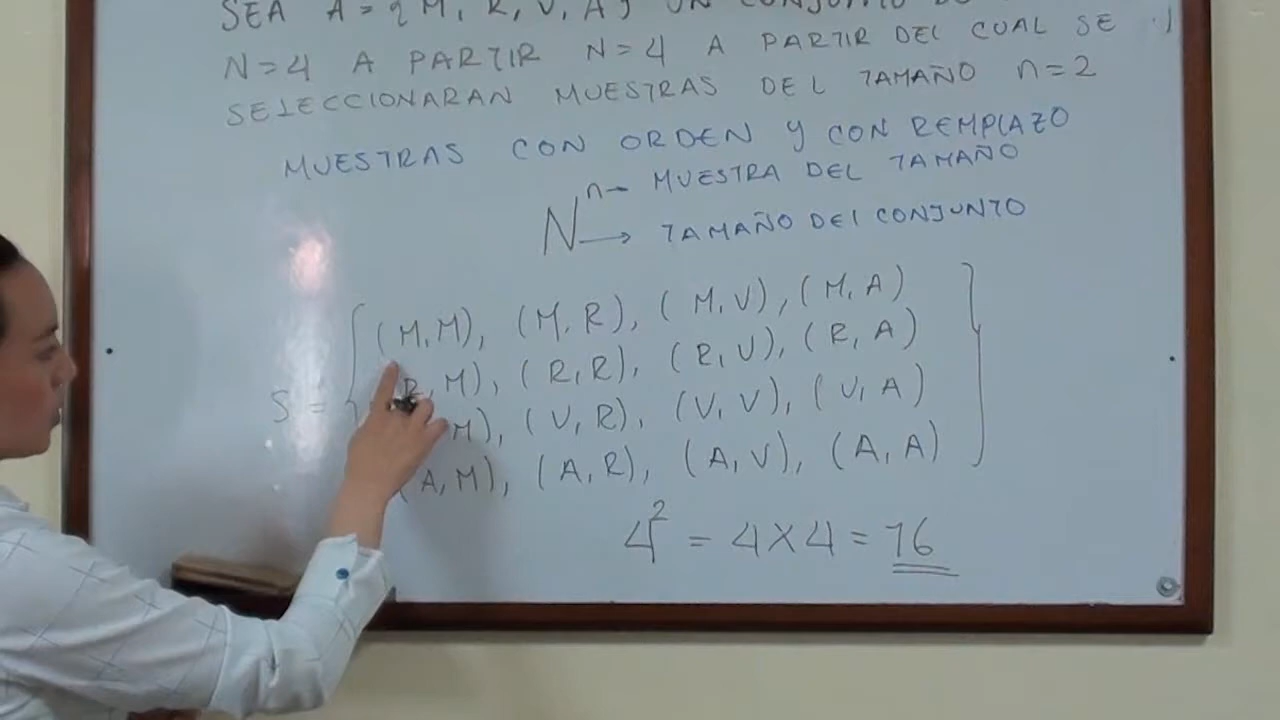 SEA A = { M, R, V, A } UN CONJUNTO DE
N = 4 A PARTIR N = 4 A PARTIR DEL CUAL SE
SELECCIONARAN MUESTRAS DEL TAMAÑO n = 2
MUESTRAS CON ORDEN Y CON REMPLAZO
n → MUESTRA DEL TAMAÑO
N → TAMAÑO DEL CONJUNTO
(M,M), (M,R), (M,V), (M,A)
R,M), (R,R), (R,V), (R,A)
S = { M), (V,R), (V,V), (V,A) }
(A,M), (A,R), (A,V), (A,A)
4² = 4 X 4 = 16